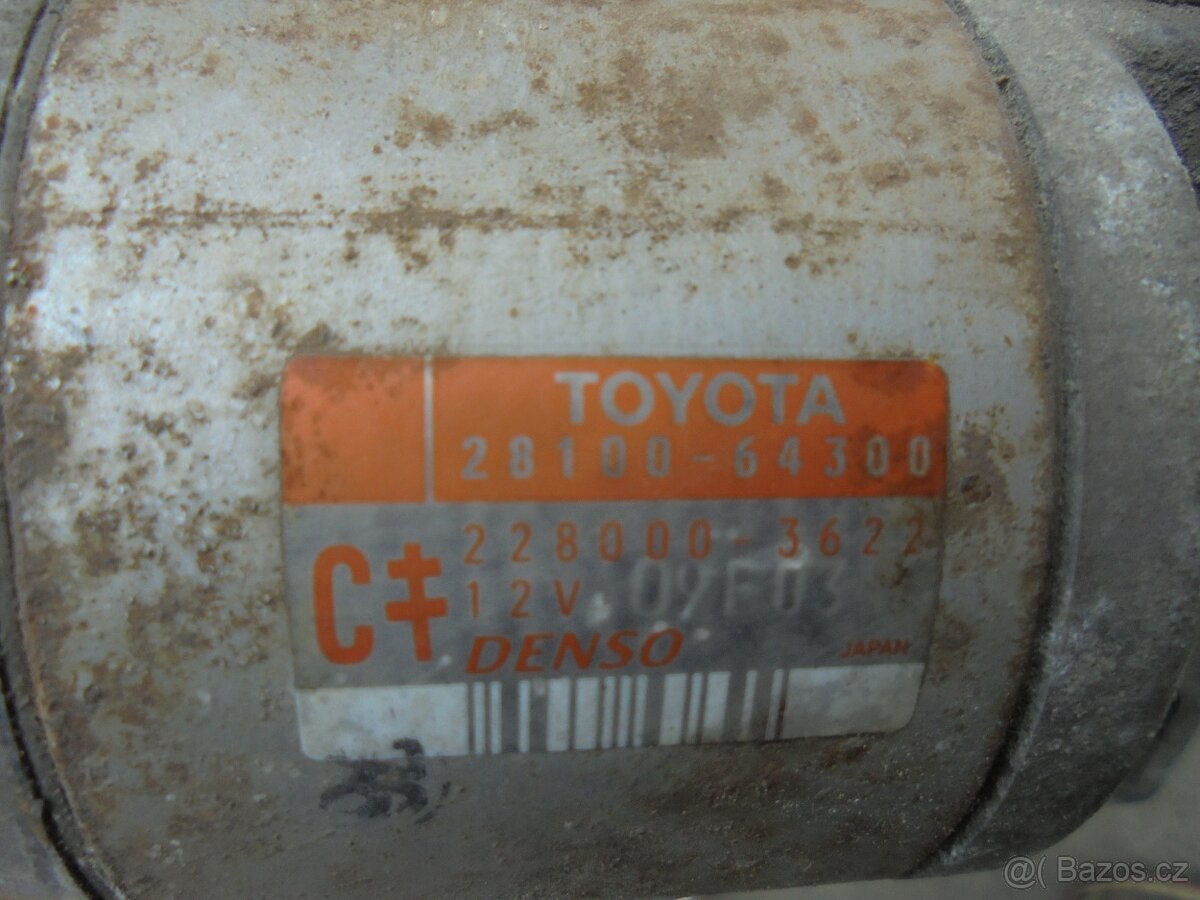 TOYOTA
28100-64300
228000-3622
C‡ 12V 09F03
DENSO JAPAN
@( Bazos.cz